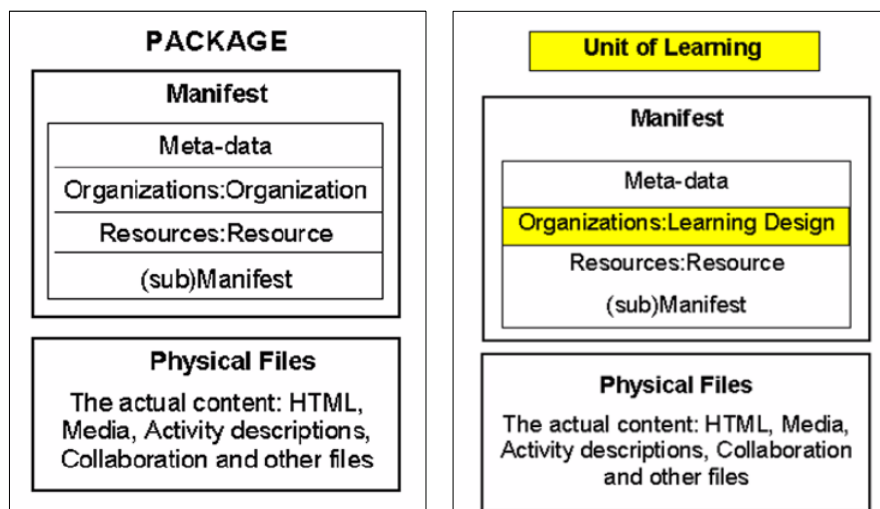 PACKAGE
Manifest
Meta-data
Organizations:Organization
Resources:Resource
(sub)Manifest
Physical Files
The actual content: HTML,
Media, Activity descriptions,
Collaboration and other files
Unit of Learning
Manifest
Meta-data
Organizations:Learning Design
Resources:Resource
(sub)Manifest
Physical Files
The actual content: HTML, Media,
Activity descriptions, Collaboration
and other files